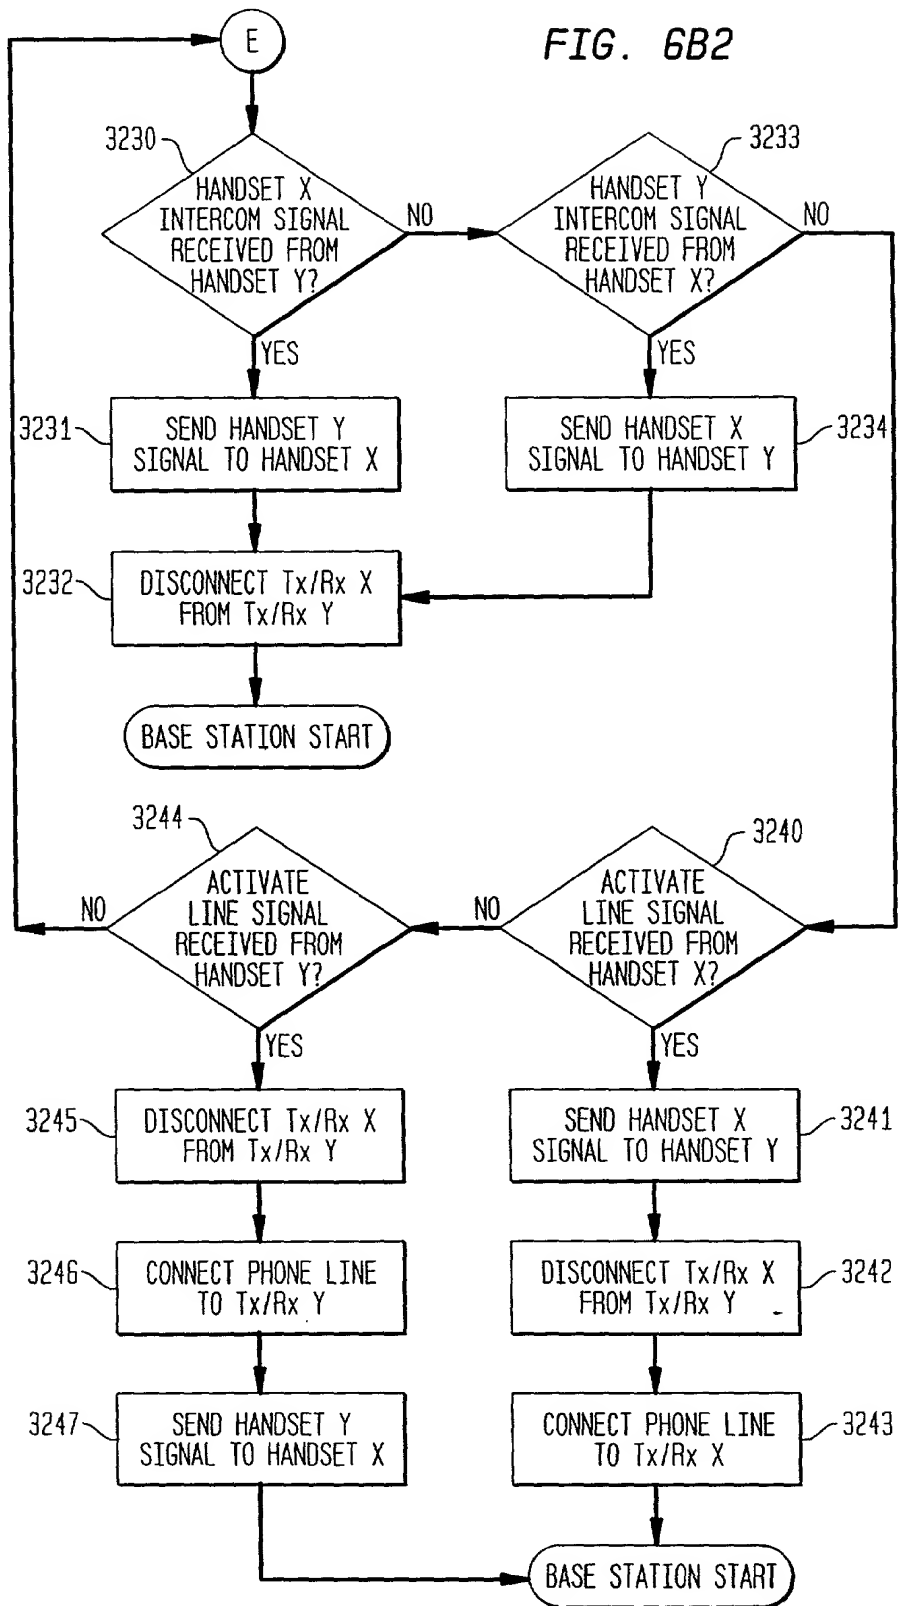 E
FIG. 6B2
3230
HANDSET X
INTERCOM SIGNAL
RECEIVED FROM
HANDSET Y?
NO
YES
3233
HANDSET Y
INTERCOM SIGNAL
RECEIVED FROM
HANDSET X?
NO
YES
3231
SEND HANDSET Y
SIGNAL TO HANDSET X
SEND HANDSET X
SIGNAL TO HANDSET Y
3234
3232
DISCONNECT Tx/Rx X
FROM Tx/Rx Y
BASE STATION START
3244
ACTIVATE
LINE SIGNAL
RECEIVED FROM
HANDSET Y?
NO
YES
3240
ACTIVATE
LINE SIGNAL
RECEIVED FROM
HANDSET X?
NO
YES
3245
DISCONNECT Tx/Rx X
FROM Tx/Rx Y
SEND HANDSET X
SIGNAL TO HANDSET Y
3241
3246
CONNECT PHONE LINE
TO Tx/Rx Y
DISCONNECT Tx/Rx X
FROM Tx/Rx Y
3242
3247
SEND HANDSET Y
SIGNAL TO HANDSET X
CONNECT PHONE LINE
TO Tx/Rx X
3243
BASE STATION START